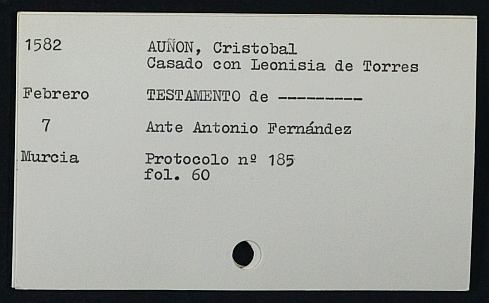 1582 AUÑON, Cristobal
Casado con Leonisia de Torres
Febrero TESTAMENTO de ---------
7 Ante Antonio Fernández
Murcia Protocolo nº 185
fol. 60